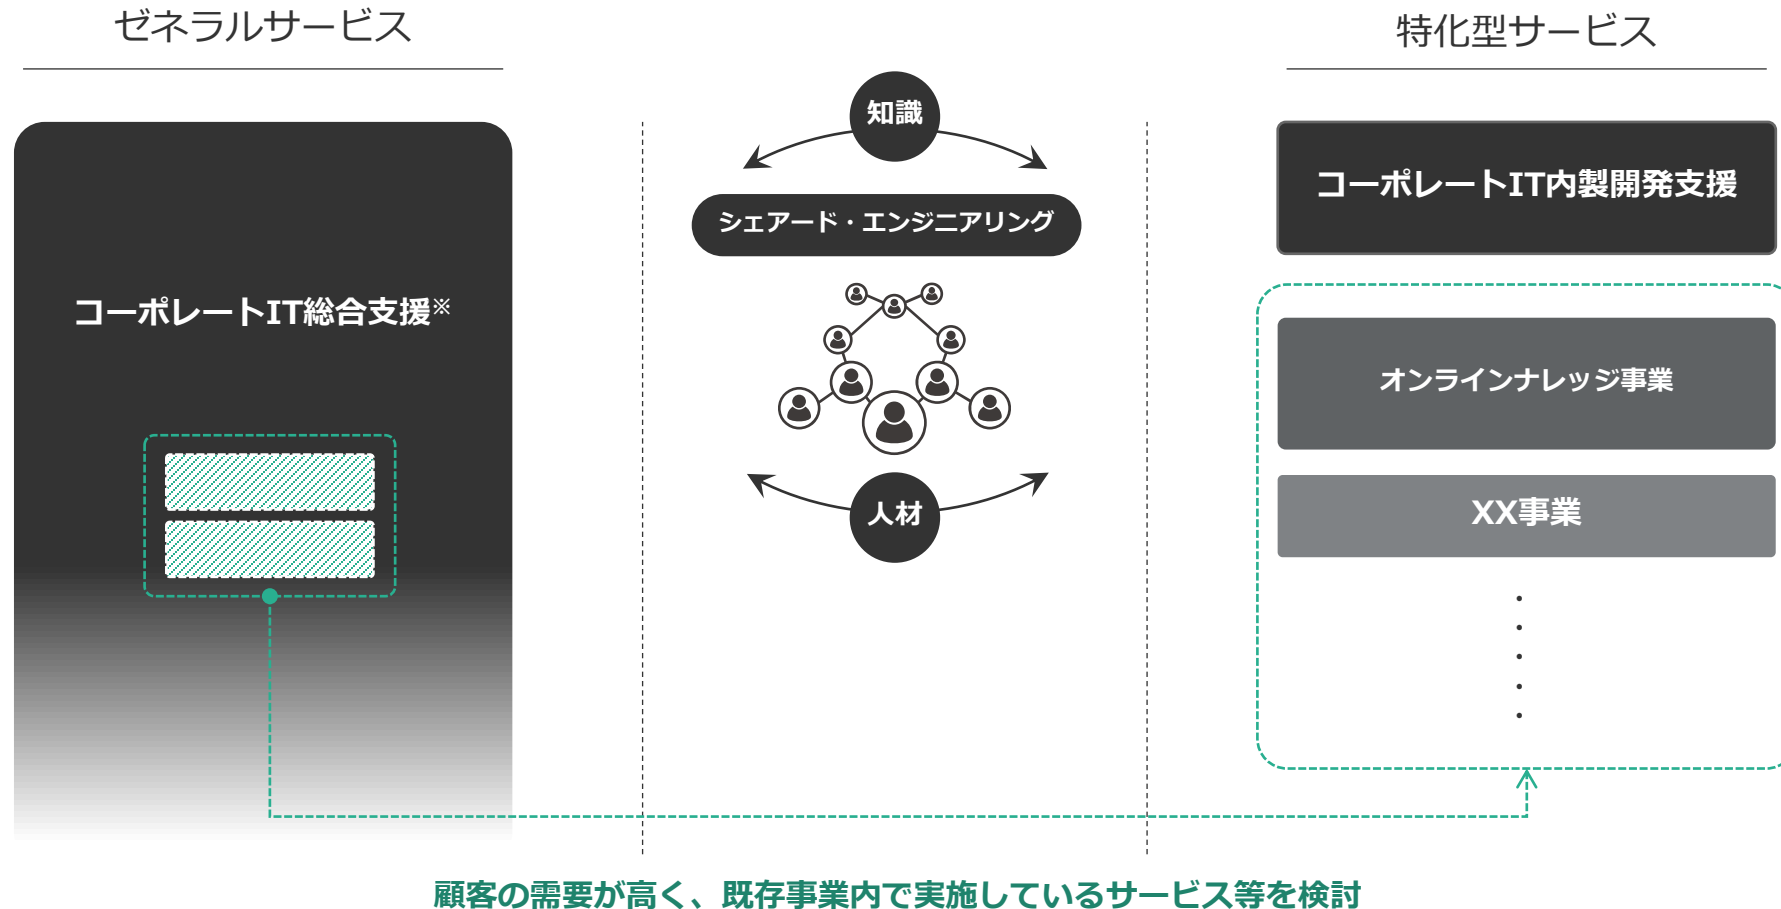 ゼネラルサービス
コーポレートIT総合支援※
知識
シェアード・エンジニアリング
人材
特化型サービス
コーポレートIT内製開発支援
オンラインナレッジ事業
XX事業
・
・
・
・
・
顧客の需要が高く、既存事業内で実施しているサービス等を検討